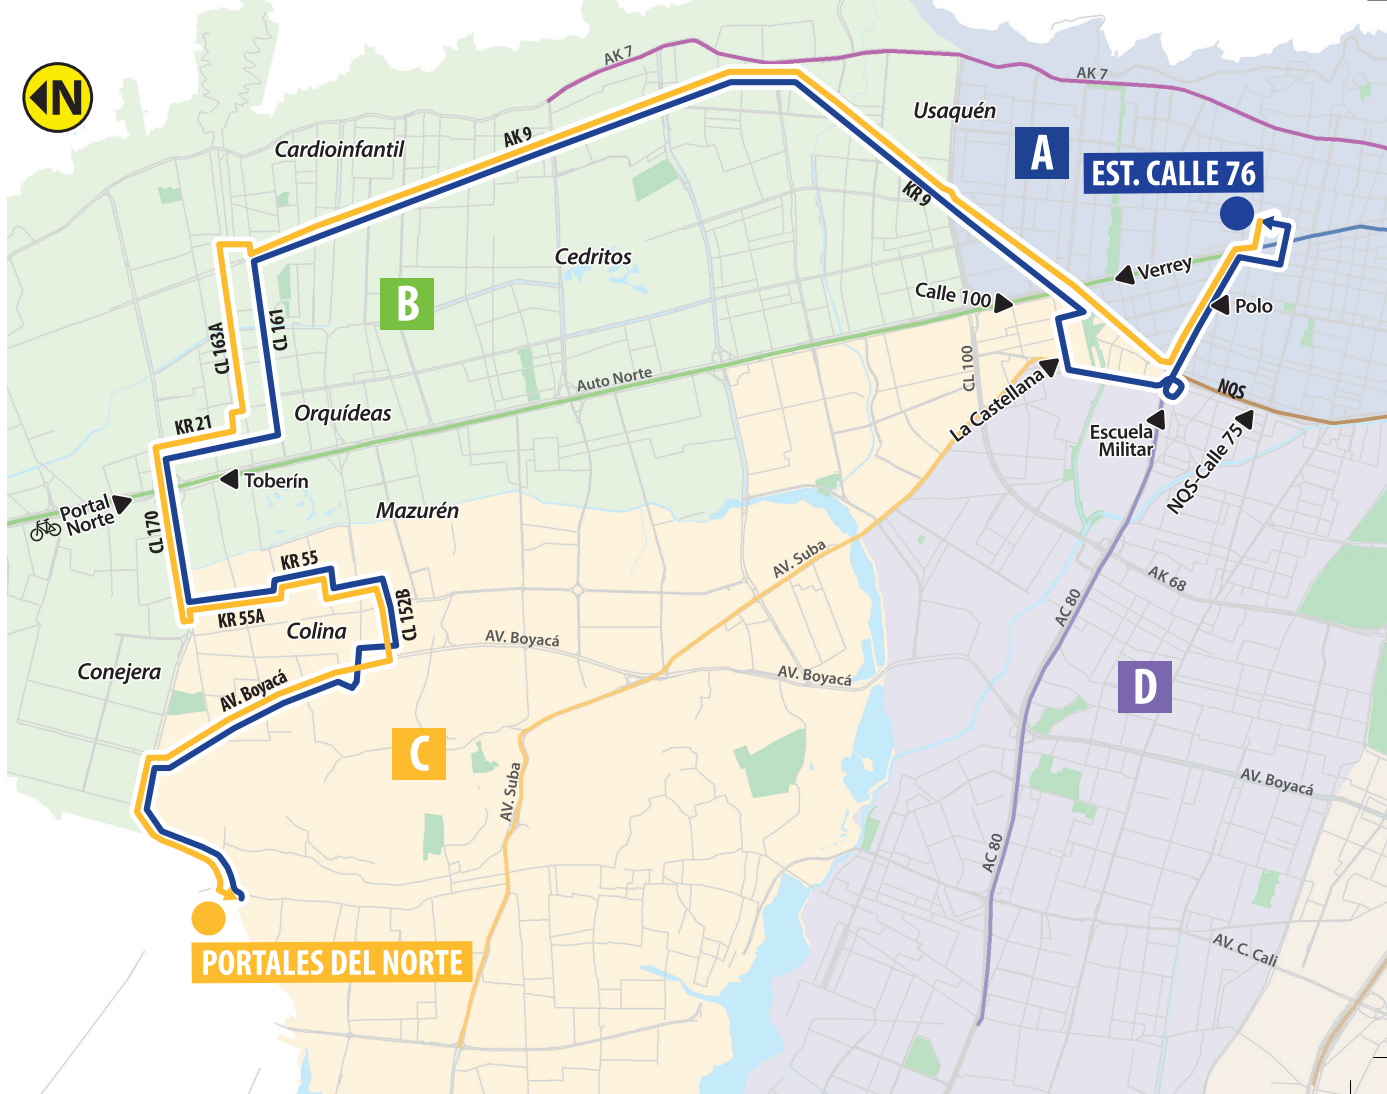 AK 7
AK 7
N
Usaquén
AK 9
A
Cardioinfantil
EST. CALLE 76
KR 9
Cedritos
Verrey
B
Calle 100
Polo
CL 161
CL 163A
CL 100
Auto Norte
NQS
La Castellana
Orquídeas
KR 21
Escuela
Militar
NQS-Calle 75
Toberín
Portal
Norte
Mazurén
CL 170
AV. Suba
KR 55
AK 68
AC 80
KR 55A
CL 152B
Colina
AV. Boyacá
Conejera
AV. Boyacá
AV. Boyacá
D
C
AV. Suba
AV. Boyacá
AC 80
AV. C. Cali
PORTALES DEL NORTE